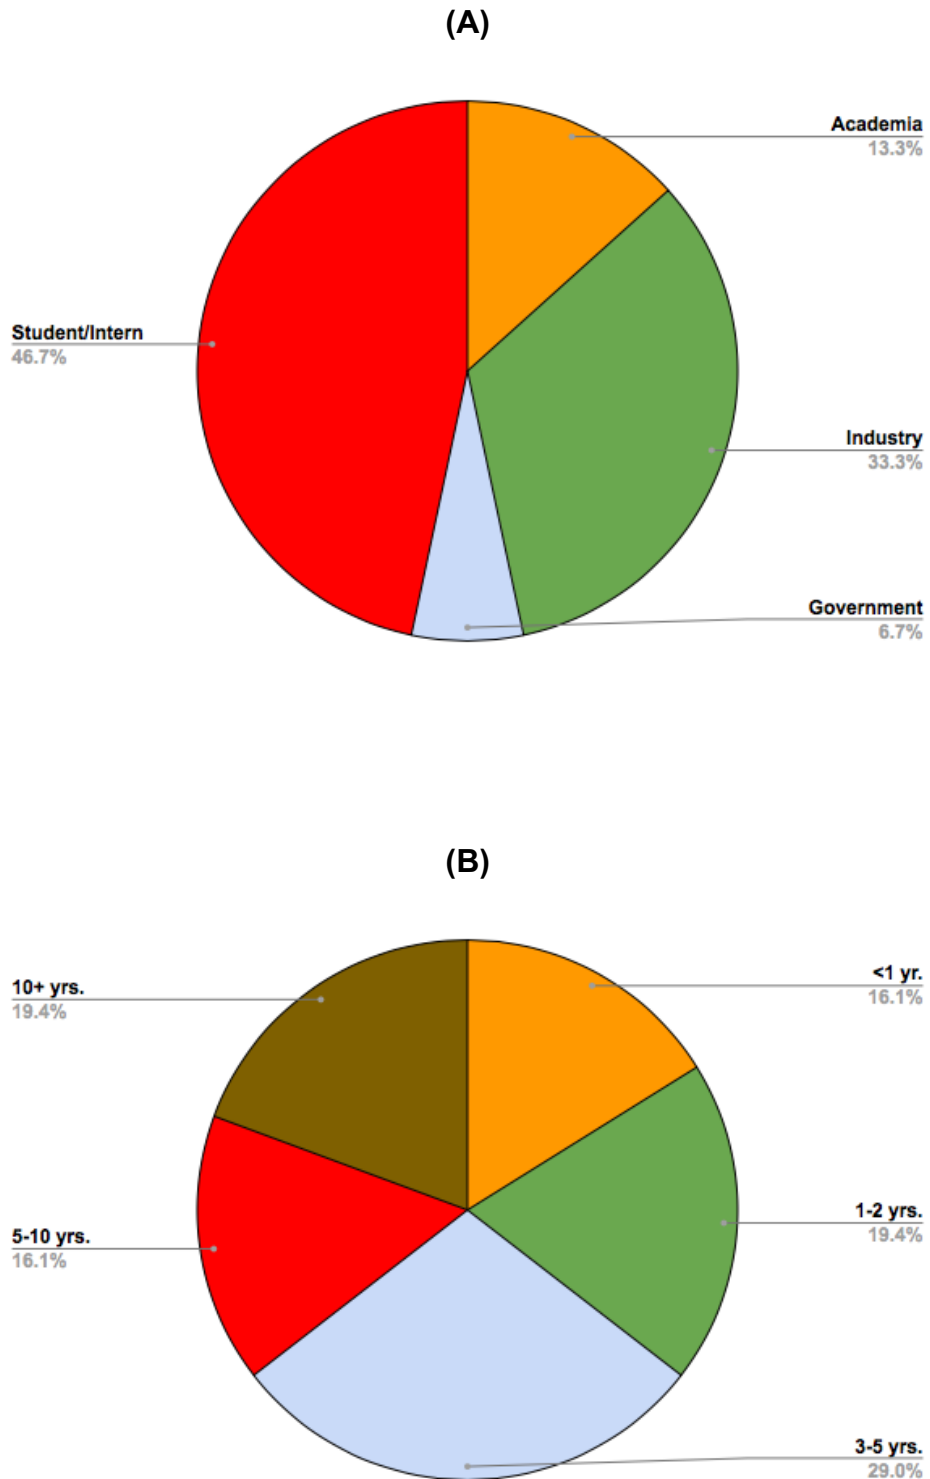 (A)
Academia
13.3%
Student/Intern
46.7%
Industry
33.3%
Government
6.7%
(B)
<1 yr.
16.1%
10+ yrs.
19.4%
1-2 yrs.
19.4%
5-10 yrs.
16.1%
3-5 yrs.
29.0%